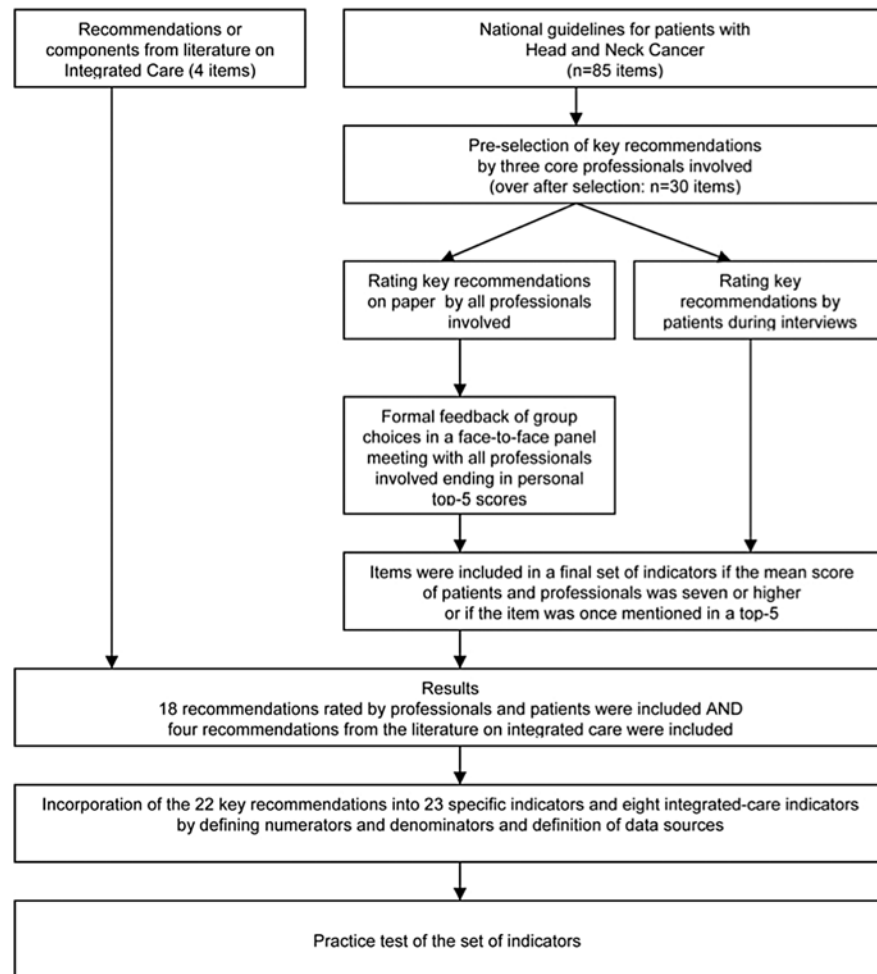 Recommendations or
components from literature on
Integrated Care (4 items)
National guidelines for patients with
Head and Neck Cancer
(n=85 items)
Pre-selection of key recommendations
by three core professionals involved
(over after selection: n=30 items)
Rating key recommendations
on paper by all professionals
involved
Rating key
recommendations by
patients during interviews
Formal feedback of group
choices in a face-to-face panel
meeting with all professionals
involved ending in personal
top-5 scores
Items were included in a final set of indicators if the mean score
of patients and professionals was seven or higher
or if the item was once mentioned in a top-5
Results
18 recommendations rated by professionals and patients were included AND
four recommendations from the literature on integrated care were included
Incorporation of the 22 key recommendations into 23 specific indicators and eight integrated-care indicators
by defining numerators and denominators and definition of data sources
Practice test of the set of indicators